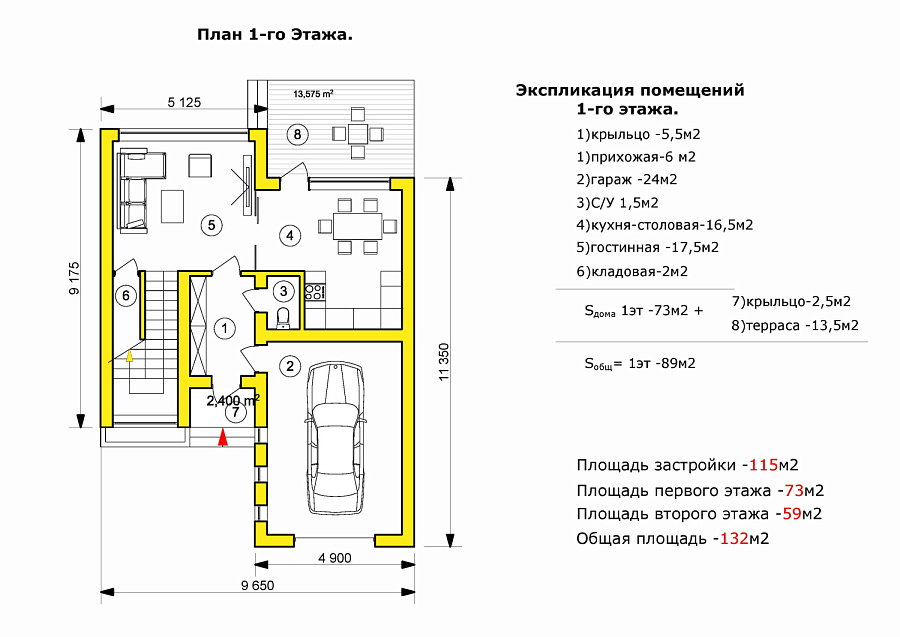 План 1-го Этажа.
5 125
13,575 m²
8
9 175
5
4
6
3
1
2
2,400 m²
7
11 350
4 900
9 650
Экспликация помещений
1-го этажа.
1)крыльцо -5,5м2
1)прихожая-6 м2
2)гараж -24м2
3)С/У 1,5м2
4)кухня-столовая-16,5м2
5)гостинная -17,5м2
6)кладовая-2м2
Sдома 1эт -73м2 +
7)крыльцо-2,5м2
8)терраса -13,5м2
Sобщ= 1эт -89м2
Площадь застройки -115м2
Площадь первого этажа -73м2
Площадь второго этажа -59м2
Общая площадь -132м2